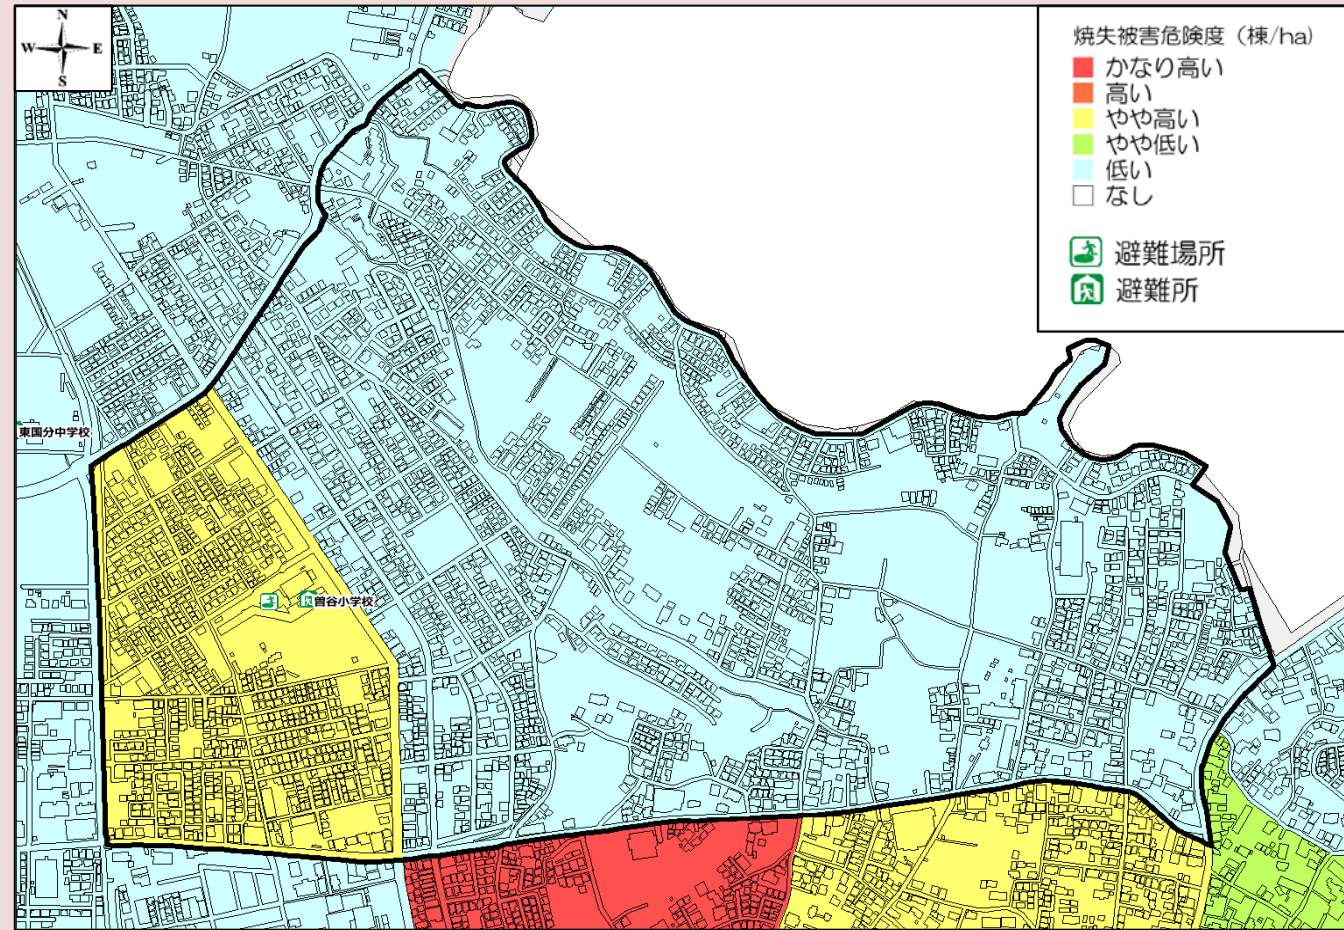 N
W E
S
焼失被害危険度（棟/ha）
かなり高い
高い
やや高い
やや低い
低い
なし
避難場所
避難所
東国分中学校
曽谷小学校